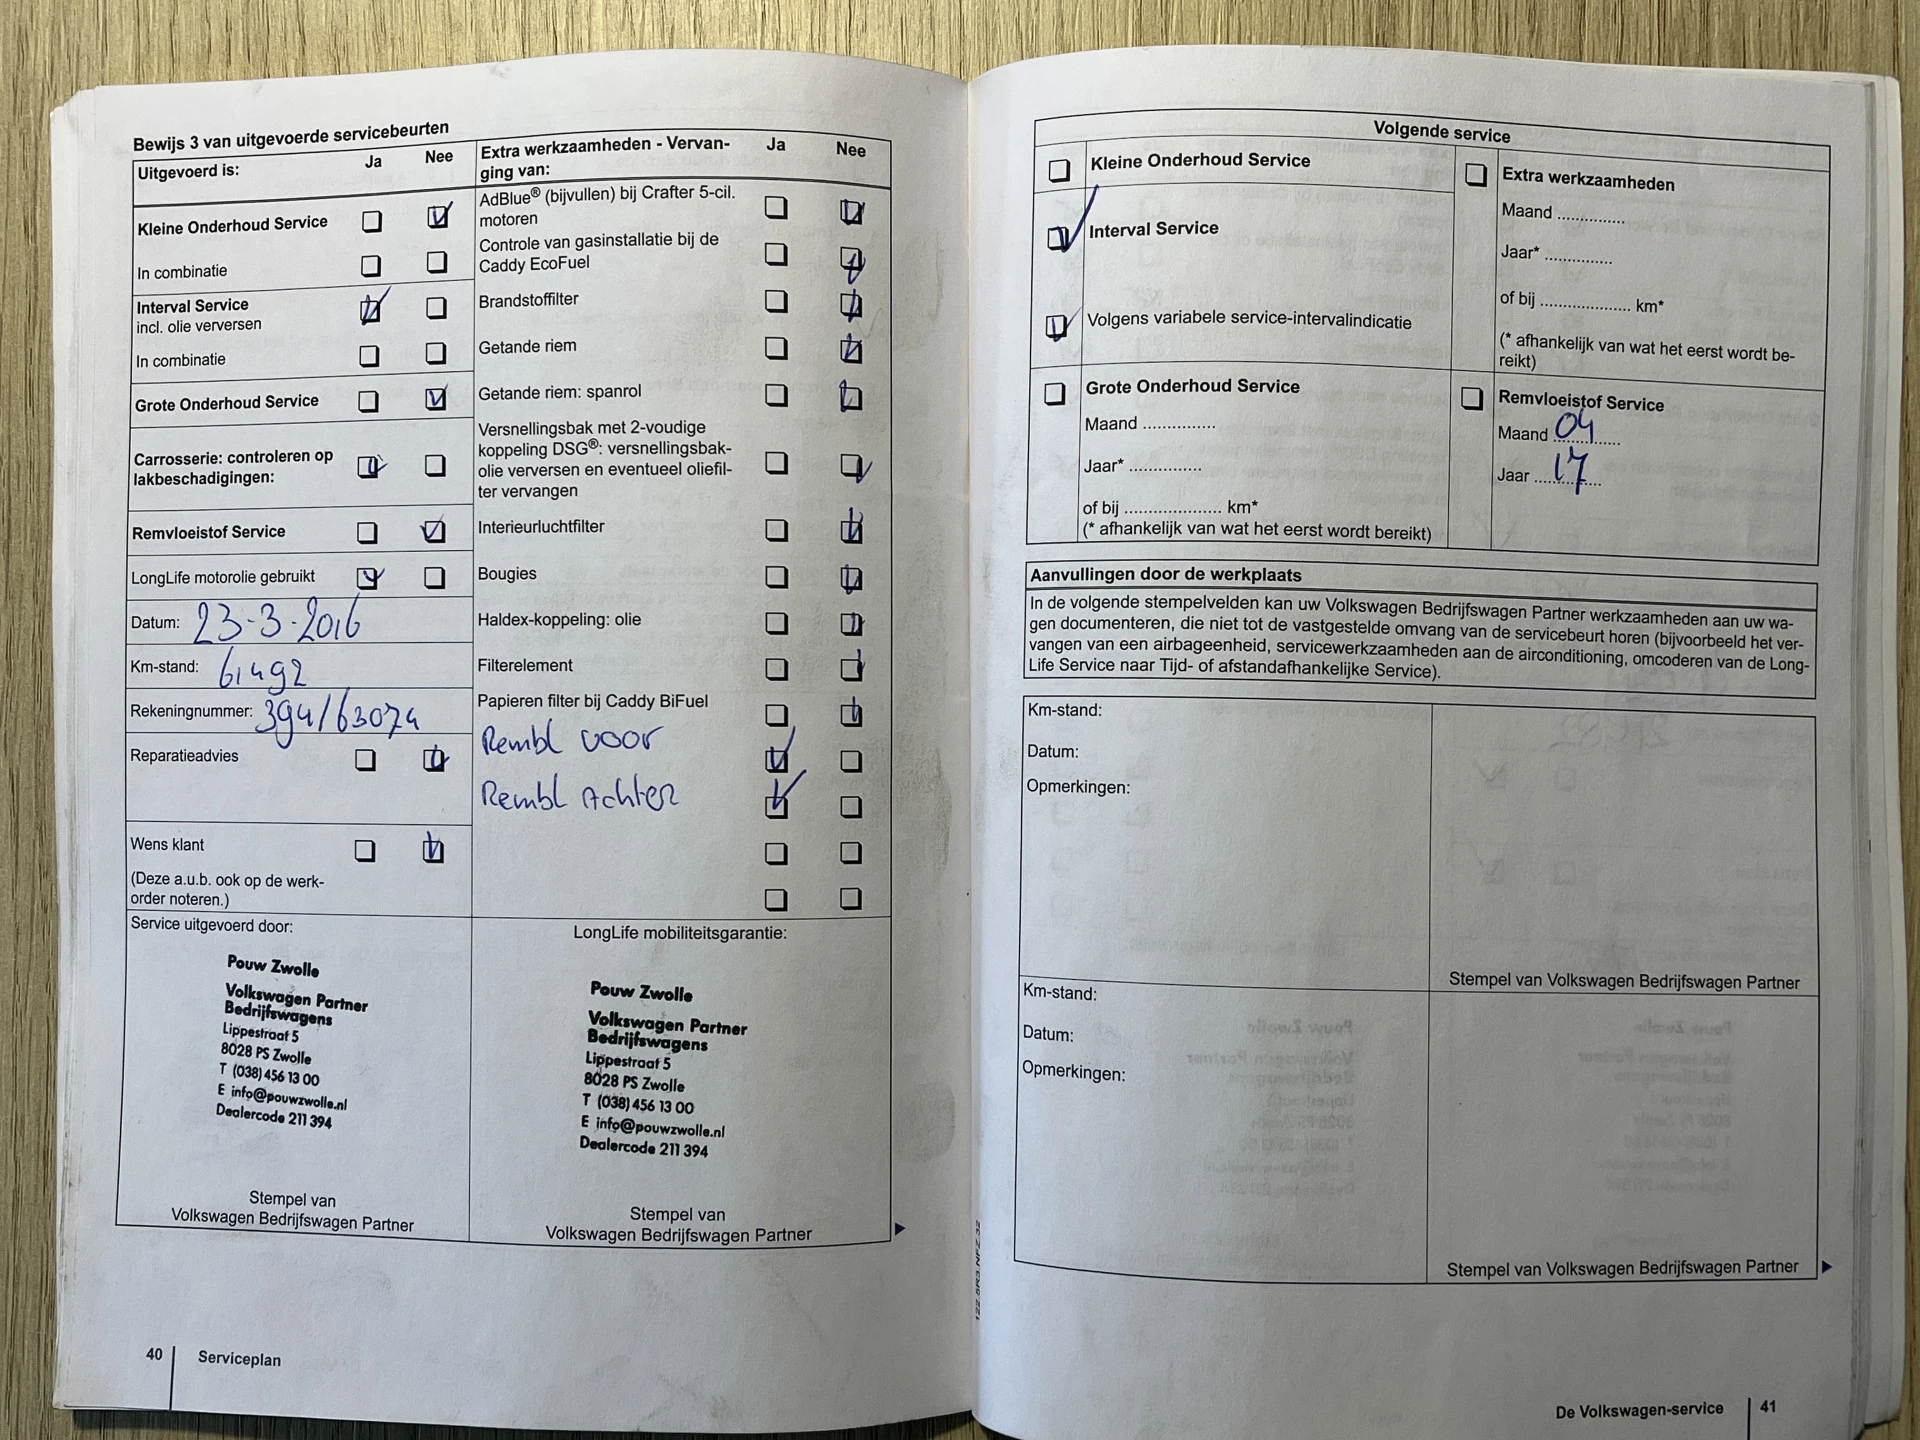 Bewijs 3 van uitgevoerde servicebeurten
Uitgevoerd is:
Ja
Nee
Kleine Onderhoud Service
In combinatie
Interval Service
incl. olie verversen
In combinatie
Grote Onderhoud Service
Carrosserie: controleren op
lakbeschadigingen:
Remvloeistof Service
LongLife motorolie gebruikt
Datum: 23-3-2016
Km-stand: 61492
Rekeningnummer: 394/63074
Reparatieadvies
Wens klant
(Deze a.u.b. ook op de werk-
order noteren.)
Extra werkzaamheden - Vervan-
ging van:
Ja
Nee
AdBlue® (bijvullen) bij Crafter 5-cil.
motoren
Controle van gasinstallatie bij de
Caddy EcoFuel
Brandstoffilter
Getande riem
Getande riem: spanrol
Versnellingsbak met 2-voudige
koppeling DSG®: versnellingsbak-
olie verversen en eventueel oliefil-
ter vervangen
Interieurluchtfilter
Bougies
Haldex-koppeling: olie
Filterelement
Papieren filter bij Caddy BiFuel
Rembl voor
Rembl Achter
Service uitgevoerd door:
Pouw Zwolle
Volkswagen Partner
Bedrijfswagens
Lippestraat 5
8028 PS Zwolle
T (038) 456 13 00
E info@pouwzwolle.nl
Dealercode 211 394
Stempel van
Volkswagen Bedrijfswagen Partner
LongLife mobiliteitsgarantie:
Pouw Zwolle
Volkswagen Partner
Bedrijfswagens
Lippestraat 5
8028 PS Zwolle
T (038) 456 13 00
E info@pouwzwolle.nl
Dealercode 211 394
Stempel van
Volkswagen Bedrijfswagen Partner
40
Serviceplan
122.5R3.NFZ.32
Volgende service
Kleine Onderhoud Service
Interval Service
Volgens variabele service-intervalindicatie
Extra werkzaamheden
Maand ...............
Jaar* ...............
of bij .................... km*
(* afhankelijk van wat het eerst wordt be-
reikt)
Grote Onderhoud Service
Maand ...............
Jaar* ...............
of bij .................... km*
(* afhankelijk van wat het eerst wordt bereikt)
Remvloeistof Service
Maand 04
Jaar 17
Aanvullingen door de werkplaats
In de volgende stempelvelden kan uw Volkswagen Bedrijfswagen Partner werkzaamheden aan uw wa-
gen documenteren, die niet tot de vastgestelde omvang van de servicebeurt horen (bijvoorbeeld het ver-
vangen van een airbageenheid, servicewerkzaamheden aan de airconditioning, omcoderen van de Long-
Life Service naar Tijd- of afstandafhankelijke Service).
Km-stand:
Datum:
Opmerkingen:
Stempel van Volkswagen Bedrijfswagen Partner
Km-stand:
Datum:
Opmerkingen:
Stempel van Volkswagen Bedrijfswagen Partner
De Volkswagen-service
41